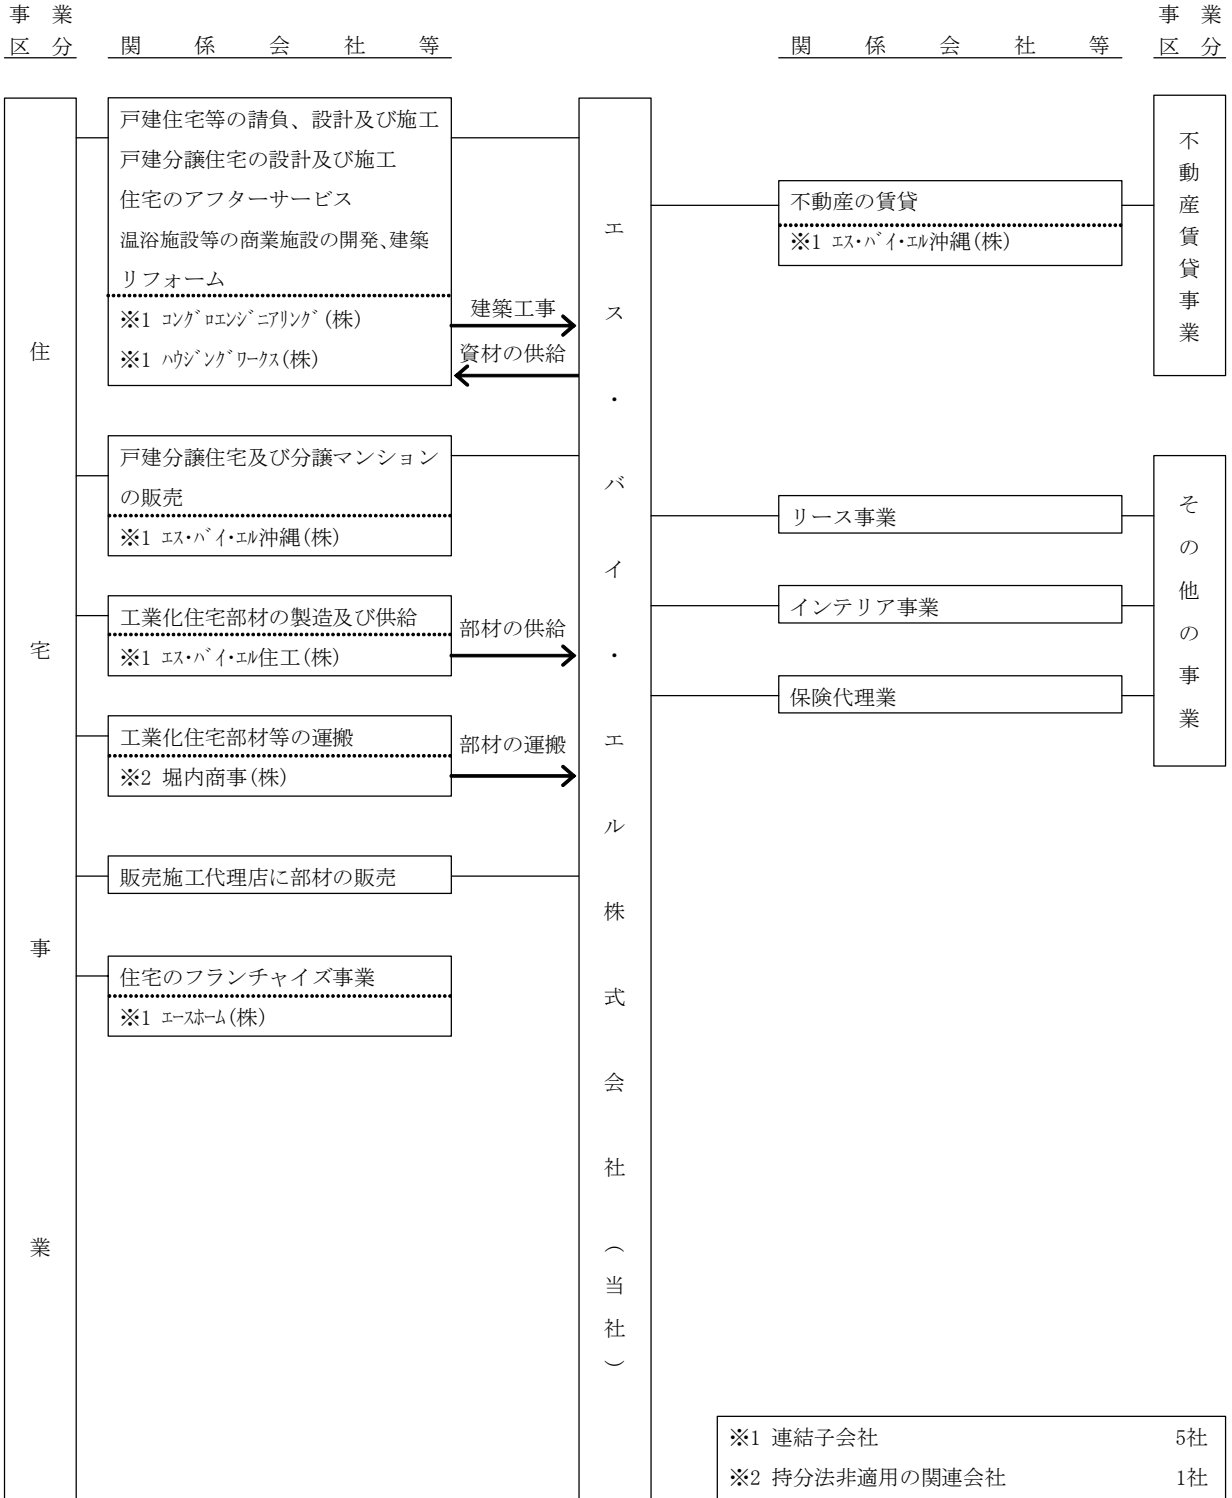 事業
区分
関係会社等
関係会社等
事業
区分
住宅事業
戸建住宅等の請負、設計及び施工
戸建分譲住宅の設計及び施工
住宅のアフターサービス
温浴施設等の商業施設の開発、建築
リフォーム
※1 ｺﾝｸﾞﾛｴﾝｼﾞﾆｱﾘﾝｸﾞ(株)
※1 ﾊｳｼﾞﾝｸﾞﾜｰｸｽ(株)
建築工事
資材の供給
戸建分譲住宅及び分譲マンション
の販売
※1 ｴｽ･ﾊﾞｲ･ｴﾙ沖縄(株)
工業化住宅部材の製造及び供給
※1 ｴｽ･ﾊﾞｲ･ｴﾙ住工(株)
部材の供給
工業化住宅部材等の運搬
※2 堀内商事(株)
部材の運搬
販売施工代理店に部材の販売
住宅のフランチャイズ事業
※1 ｴｰｽﾎｰﾑ(株)
エス・バイ・エル株式会社（当社）
不動産の賃貸
※1 ｴｽ･ﾊﾞｲ･ｴﾙ沖縄(株)
不動産賃貸事業
リース事業
インテリア事業
保険代理業
その他の事業
※1 連結子会社 5社
※2 持分法非適用の関連会社 1社